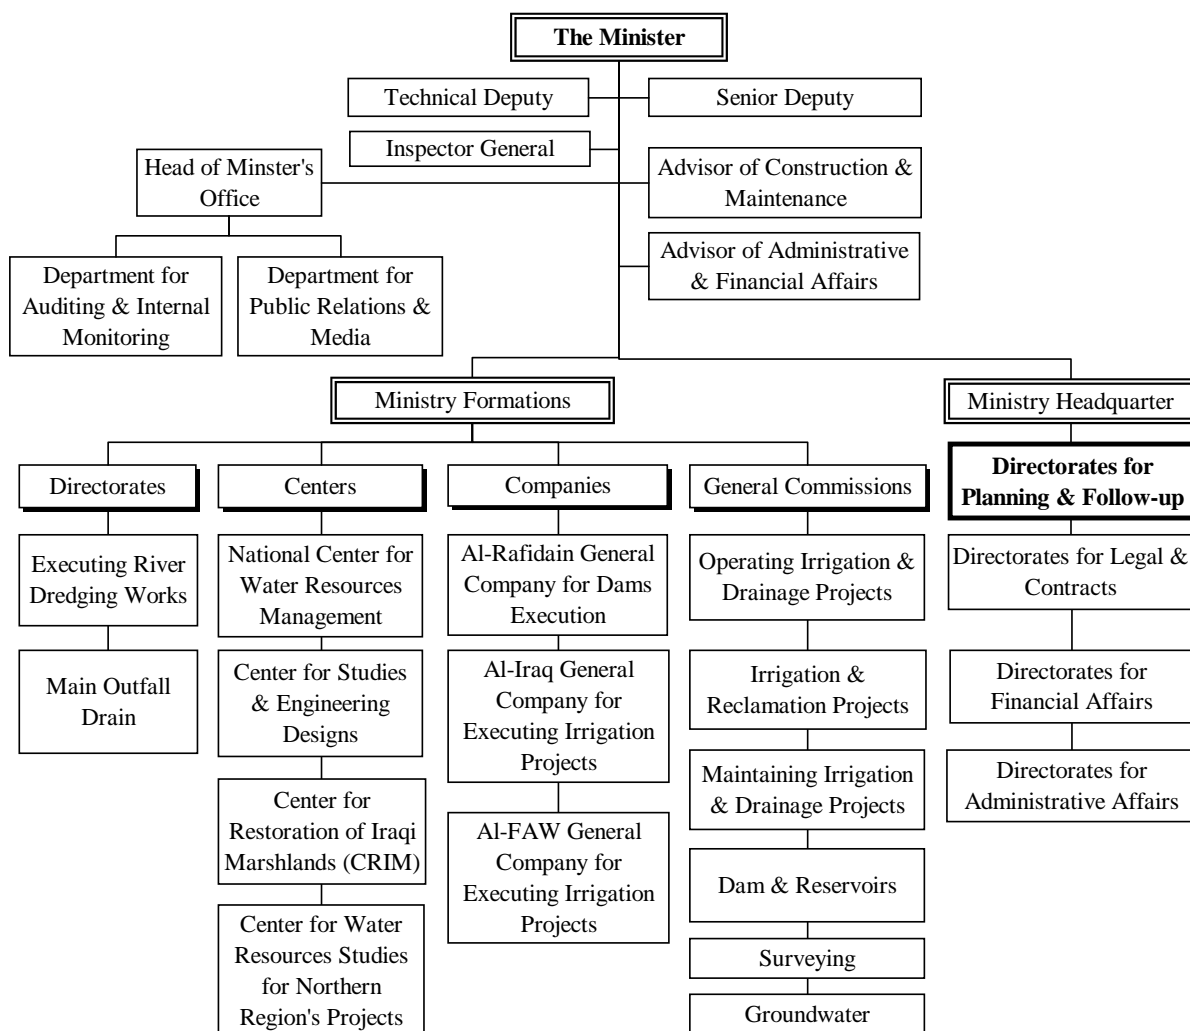 The Minister
Technical Deputy
Senior Deputy
Inspector General
Head of Minster's
Office
Advisor of Construction &
Maintenance
Advisor of Administrative
& Financial Affairs
Department for
Auditing & Internal
Monitoring
Department for
Public Relations &
Media
Ministry Formations
Ministry Headquarter
Directorates
Centers
Companies
General Commissions
Directorates for
Planning & Follow-up
Executing River
Dredging Works
Main Outfall
Drain
National Center for
Water Resources
Management
Center for Studies
& Engineering
Designs
Center for
Restoration of Iraqi
Marshlands (CRIM)
Center for Water
Resources Studies
for Northern
Region's Projects
Al-Rafidain General
Company for Dams
Execution
Al-Iraq General
Company for
Executing Irrigation
Projects
Al-FAW General
Company for
Executing Irrigation
Projects
Operating Irrigation &
Drainage Projects
Irrigation &
Reclamation Projects
Maintaining Irrigation
& Drainage Projects
Dam & Reservoirs
Surveying
Groundwater
Directorates for Legal &
Contracts
Directorates for
Financial Affairs
Directorates for
Administrative Affairs